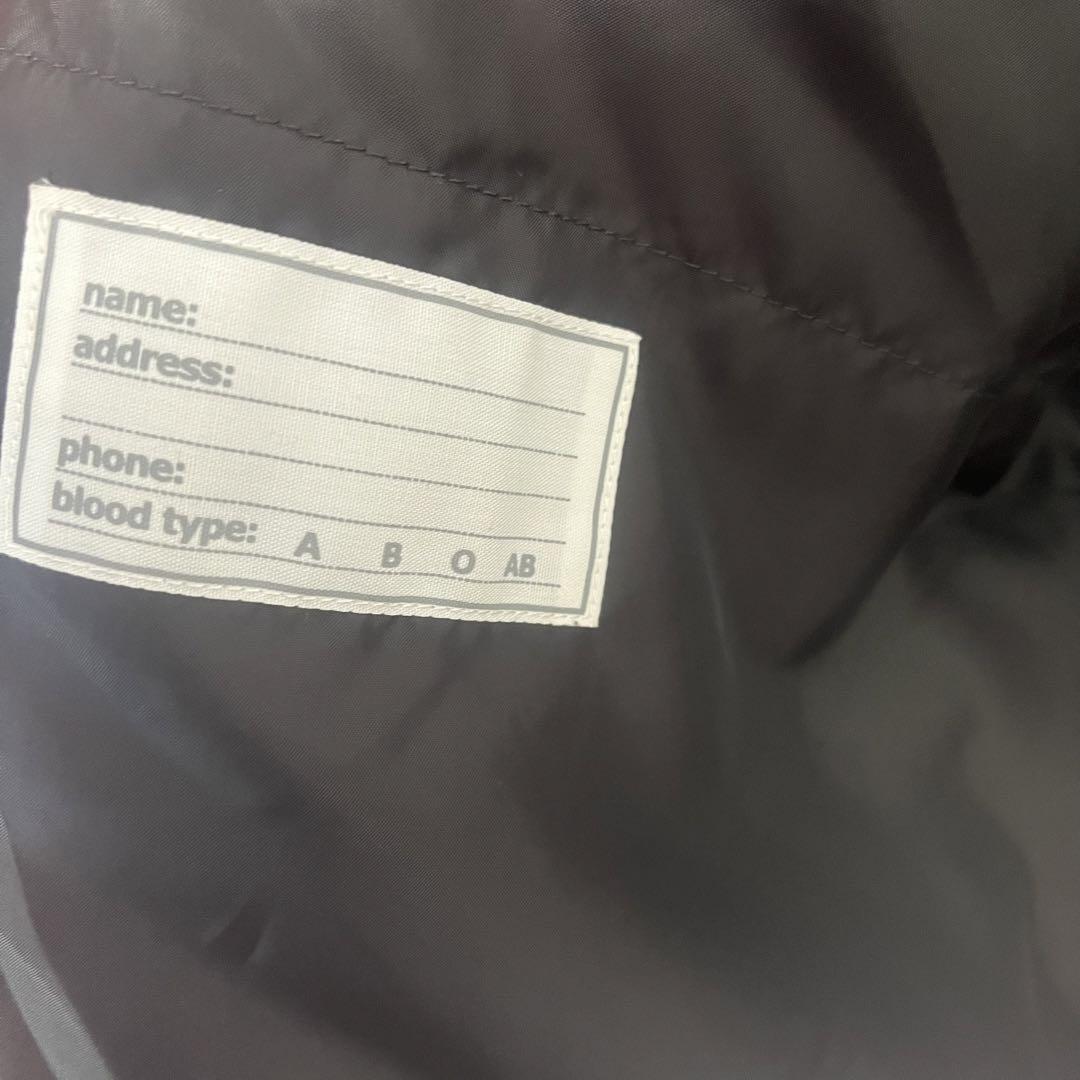 name:
address:
phone:
blood type: A B O AB